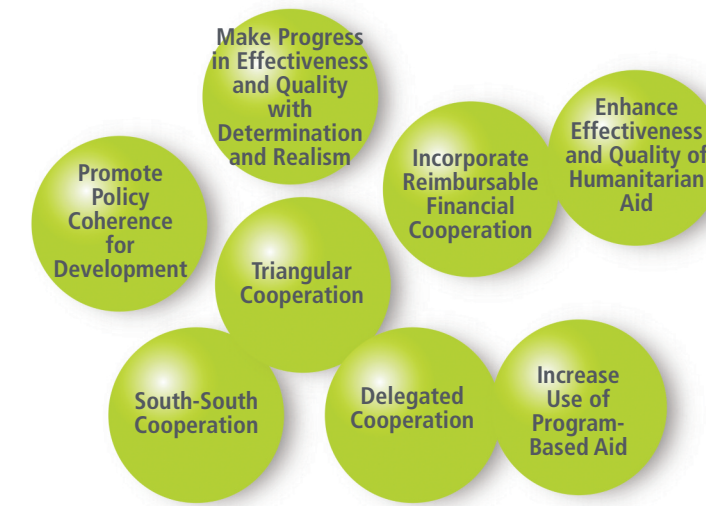 Make Progress
in Effectiveness
and Quality
with
Determination
and Realism
Enhance
Effectiveness
and Quality of
Humanitarian
Aid
Incorporate
Reimbursable
Financial
Cooperation
Promote
Policy
Coherence
for
Development
Triangular
Cooperation
South-South
Cooperation
Delegated
Cooperation
Increase
Use of
Program-
Based Aid